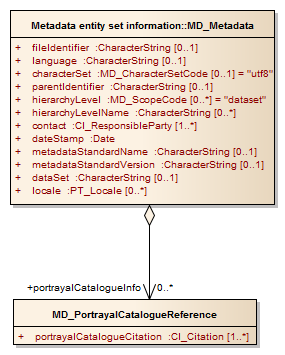 Metadata entity set information::MD_Metadata
+ fileIdentifier :CharacterString [0..1]
+ language :CharacterString [0..1]
+ characterSet :MD_CharacterSetCode [0..1] = "utf8"
+ parentIdentifier :CharacterString [0..1]
+ hierarchyLevel :MD_ScopeCode [0..*] = "dataset"
+ hierarchyLevelName :CharacterString [0..*]
+ contact :CI_ResponsibleParty [1..*]
+ dateStamp :Date
+ metadataStandardName :CharacterString [0..1]
+ metadataStandardVersion :CharacterString [0..1]
+ dataSet :CharacterString [0..1]
+ locale :PT_Locale [0..*]
+portrayalCatalogueInfo 0..*
MD_PortrayalCatalogueReference
+ portrayalCatalogueCitation :CI_Citation [1..*]